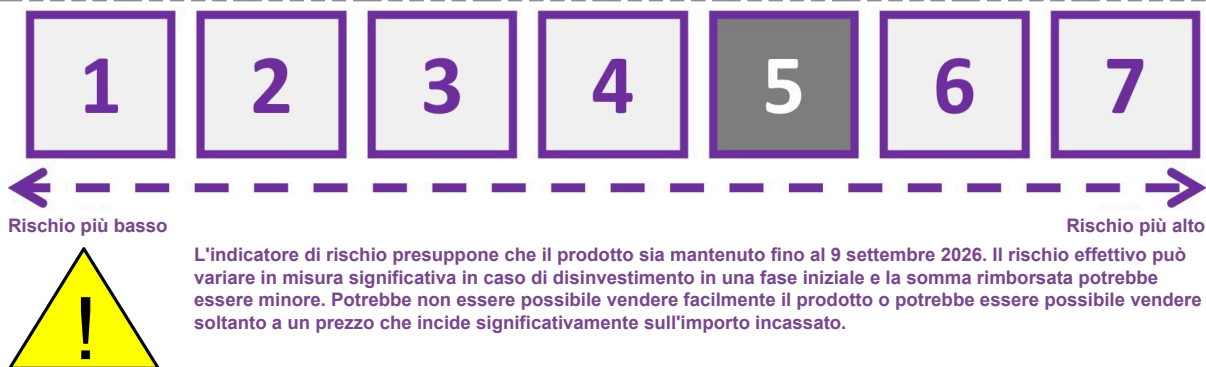 1 2 3 4 5 6 7
Rischio più basso Rischio più alto
L'indicatore di rischio presuppone che il prodotto sia mantenuto fino al 9 settembre 2026. Il rischio effettivo può
variare in misura significativa in caso di disinvestimento in una fase iniziale e la somma rimborsata potrebbe
essere minore. Potrebbe non essere possibile vendere facilmente il prodotto o potrebbe essere possibile vendere
soltanto a un prezzo che incide significativamente sull'importo incassato.
!